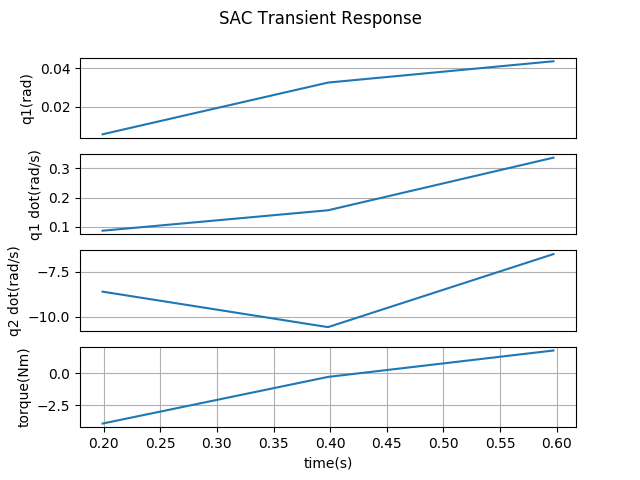 SAC Transient Response
q1(rad)
0.04
0.02
q1 dot(rad/s)
0.3
0.2
0.1
q2 dot(rad/s)
−7.5
−10.0
torque(Nm)
0.0
−2.5
0.20 0.25 0.30 0.35 0.40 0.45 0.50 0.55 0.60
time(s)